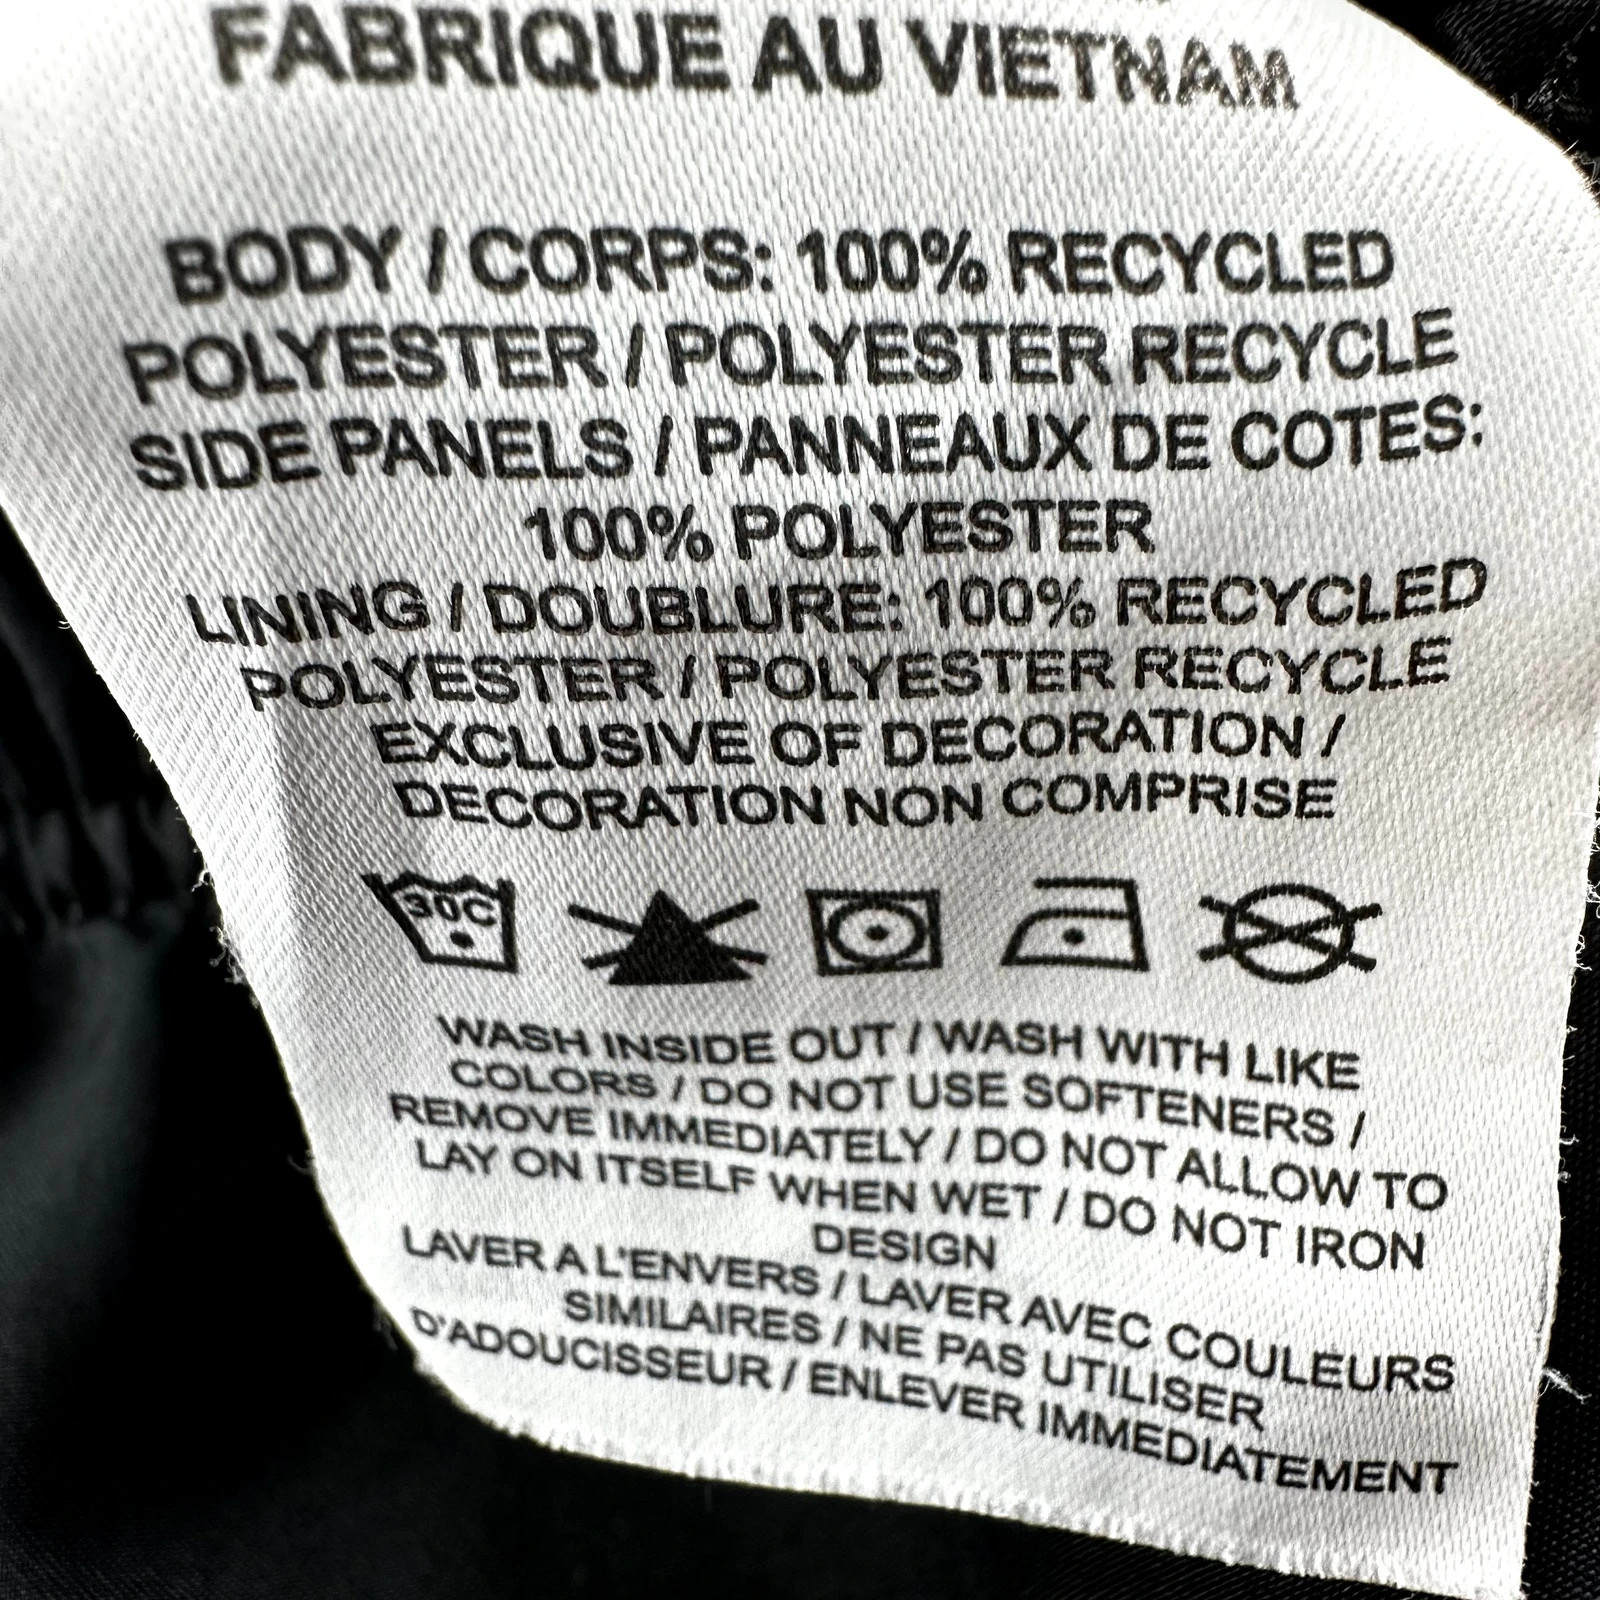 FABRIQUE AU VIETNAM
BODY / CORPS: 100% RECYCLED
POLYESTER / POLYESTER RECYCLE
SIDE PANELS / PANNEAUX DE COTES:
100% POLYESTER
LINING / DOUBLURE: 100% RECYCLED
POLYESTER / POLYESTER RECYCLE
EXCLUSIVE OF DECORATION /
DECORATION NON COMPRISE
30C
WASH INSIDE OUT / WASH WITH LIKE
COLORS / DO NOT USE SOFTENERS /
REMOVE IMMEDIATELY / DO NOT ALLOW TO
LAY ON ITSELF WHEN WET / DO NOT IRON
DESIGN
LAVER A L'ENVERS / LAVER AVEC COULEURS
SIMILAIRES / NE PAS UTILISER
D'ADOUCISSEUR / ENLEVER IMMEDIATEMENT